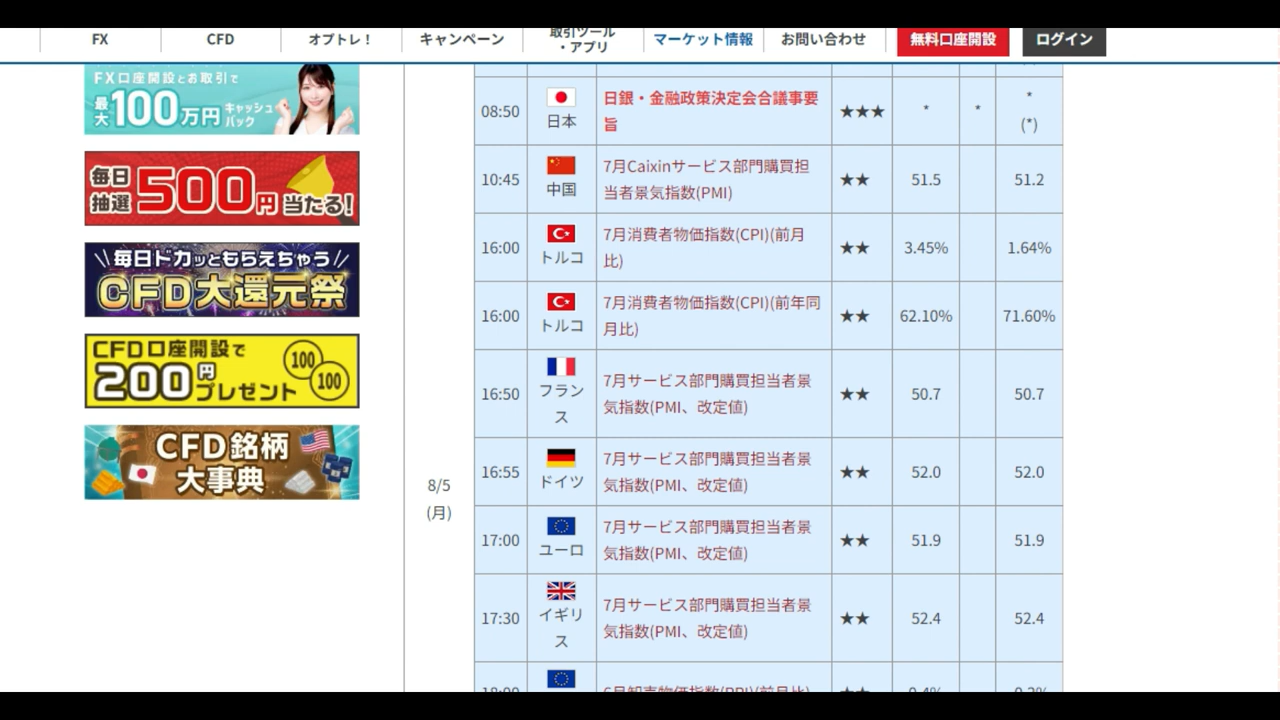 FX
CFD
オプトレ！
キャンペーン
取引ツール
・アプリ
マーケット情報
お問い合わせ
無料口座開設
ログイン
FX口座開設とお取引で
最大100万円キャッシュバック
毎日抽選500円当たる!
毎日ドカッともらえちゃう
CFD大還元祭
CFD口座開設で
200円プレゼント
100
100
CFD銘柄
大事典
8/5
(月)
08:50 日本 日銀・金融政策決定会合議事要旨 ★★★ * * * (*)
10:45 中国 7月Caixinサービス部門購買担当者景気指数(PMI) ★★ 51.5 51.2
16:00 トルコ 7月消費者物価指数(CPI)(前月比) ★★ 3.45% 1.64%
16:00 トルコ 7月消費者物価指数(CPI)(前年同月比) ★★ 62.10% 71.60%
16:50 フランス 7月サービス部門購買担当者景気指数(PMI、改定値) ★★ 50.7 50.7
16:55 ドイツ 7月サービス部門購買担当者景気指数(PMI、改定値) ★★ 52.0 52.0
17:00 ユーロ 7月サービス部門購買担当者景気指数(PMI、改定値) ★★ 51.9 51.9
17:30 イギリス 7月サービス部門購買担当者景気指数(PMI、改定値) ★★ 52.4 52.4